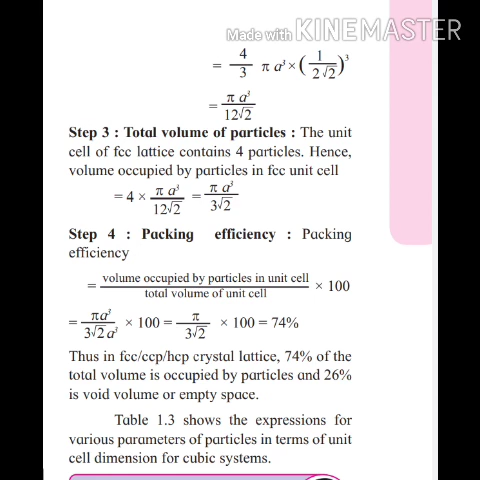 Made with KINEMASTER
= 4/3 π a³ × (1/2√2)³
= π a³/12√2
Step 3 : Total volume of particles : The unit
cell of fcc lattice contains 4 particles. Hence,
volume occupied by particles in fcc unit cell
= 4 × π a³/12√2 = π a³/3√2
Step 4 : Packing efficiency : Packing
efficiency
= volume occupied by particles in unit cell/total volume of unit cell × 100
= πa³/3√2 a³ × 100 = π/3√2 × 100 = 74%
Thus in fcc/ccp/hcp crystal lattice, 74% of the
total volume is occupied by particles and 26%
is void volume or empty space.
Table 1.3 shows the expressions for
various parameters of particles in terms of unit
cell dimension for cubic systems.